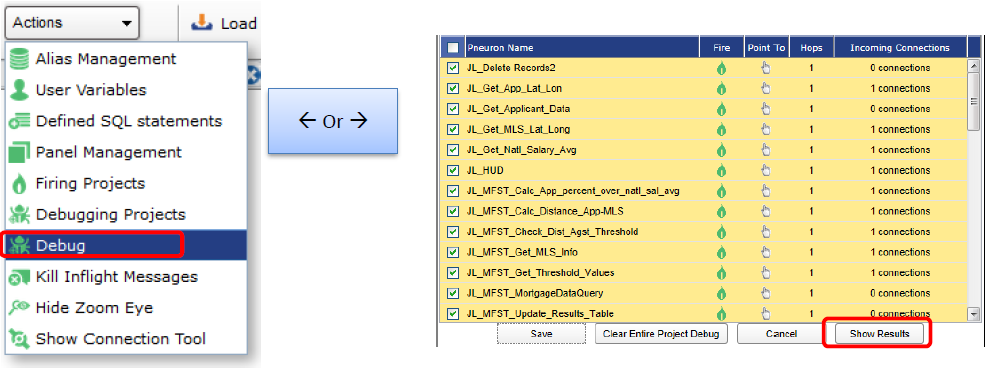 Actions
Load
Alias Management
User Variables
Defined SQL statements
Panel Management
Firing Projects
Debugging Projects
Debug
Kill Inflight Messages
Hide Zoom Eye
Show Connection Tool
← Or →
Pneuron Name Fire Point To Hops Incoming Connections
JL_Delete Records2 1 0 connections
JL_Get_App_Lat_Lon 1 1 connections
JL_Get_Applicant_Data 1 0 connections
JL_Get_MLS_Lat_Long 1 1 connections
JL_Get_Natl_Salary_Avg 1 1 connections
JL_HUD 1 1 connections
JL_MFST_Calc_App_percent_over_natl_sal_avg 1 1 connections
JL_MFST_Calc_Distance_App-MLS 1 1 connections
JL_MFST_Check_Dist_Agst_Threshold 1 1 connections
JL_MFST_Get_MLS_Info 1 1 connections
JL_MFST_Get_Threshold_Values 1 1 connections
JL_MFST_MortgageDataQuery 1 0 connections
JL_MFST_Update_Results_Table 1 1 connections
Save Clear Entire Project Debug Cancel Show Results